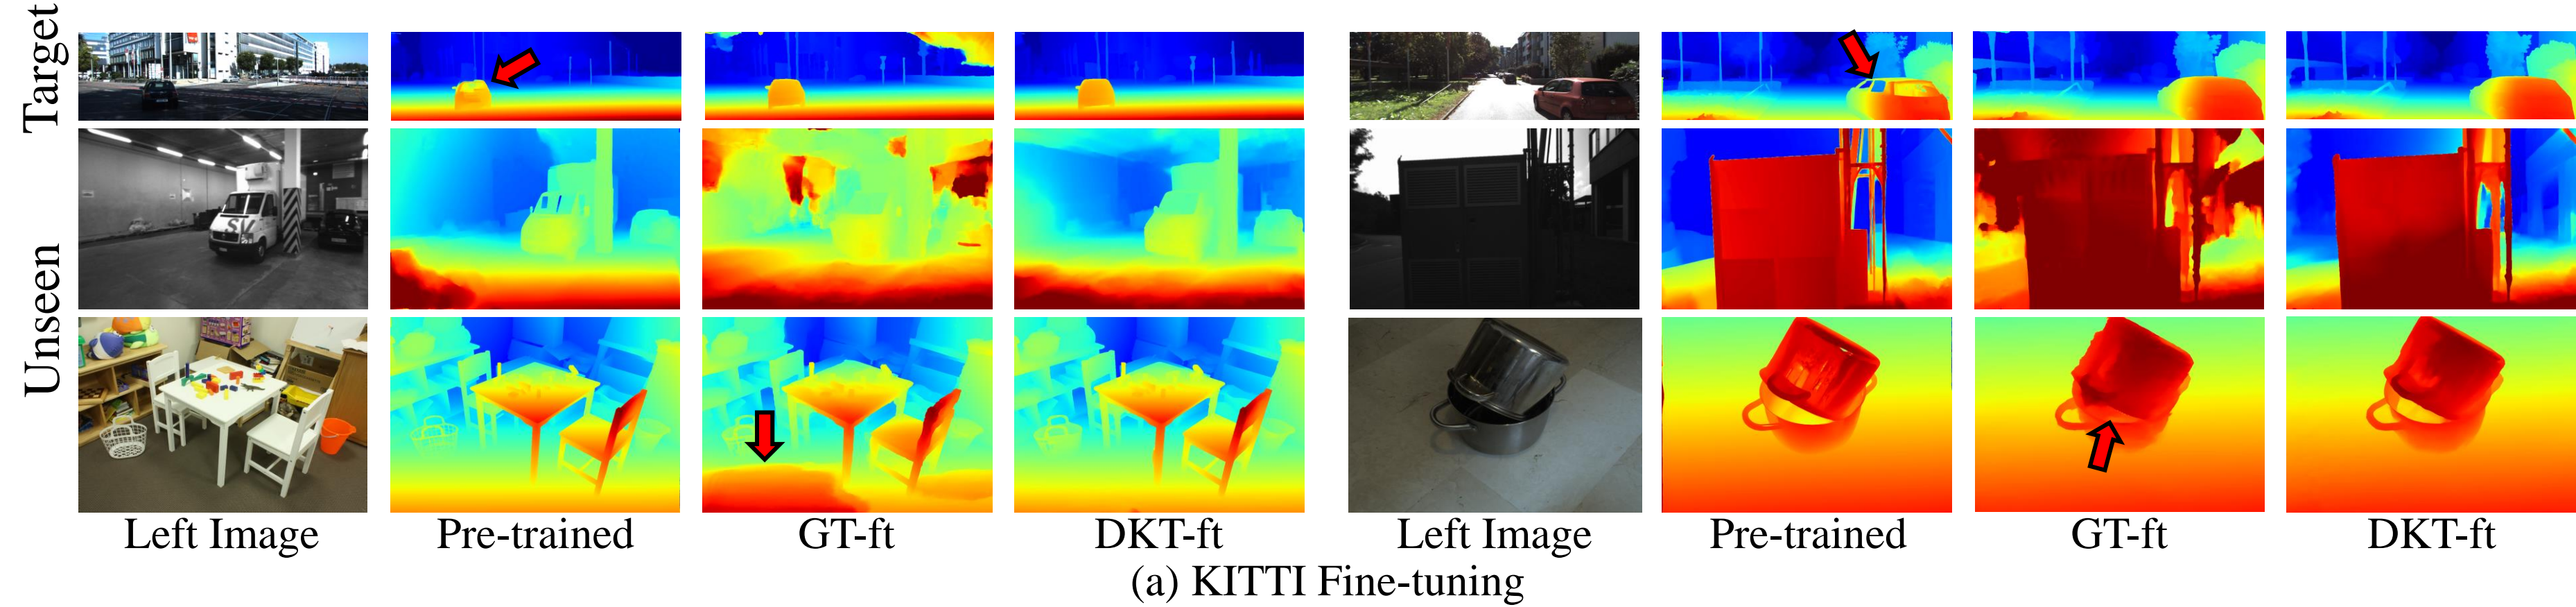 Target
Unseen
SV
Left Image Pre-trained GT-ft DKT-ft Left Image Pre-trained GT-ft DKT-ft
(a) KITTI Fine-tuning